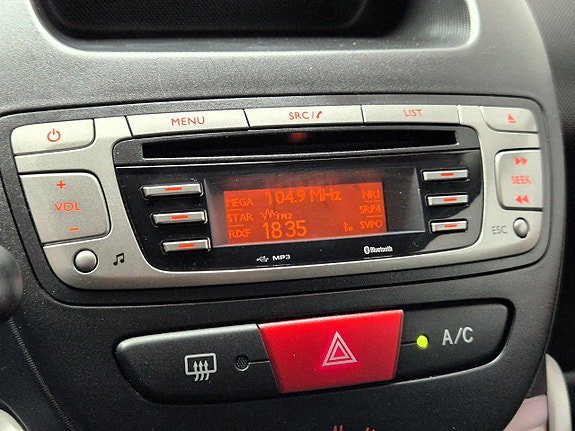 MENU SRC/ LIST
+ VOL -
SEEK
ESC
MEGA 104.9 MHz NRJ
STAR FM2 SRP4
RIXF 18 35 SVPO
MP3 Bluetooth
A/C